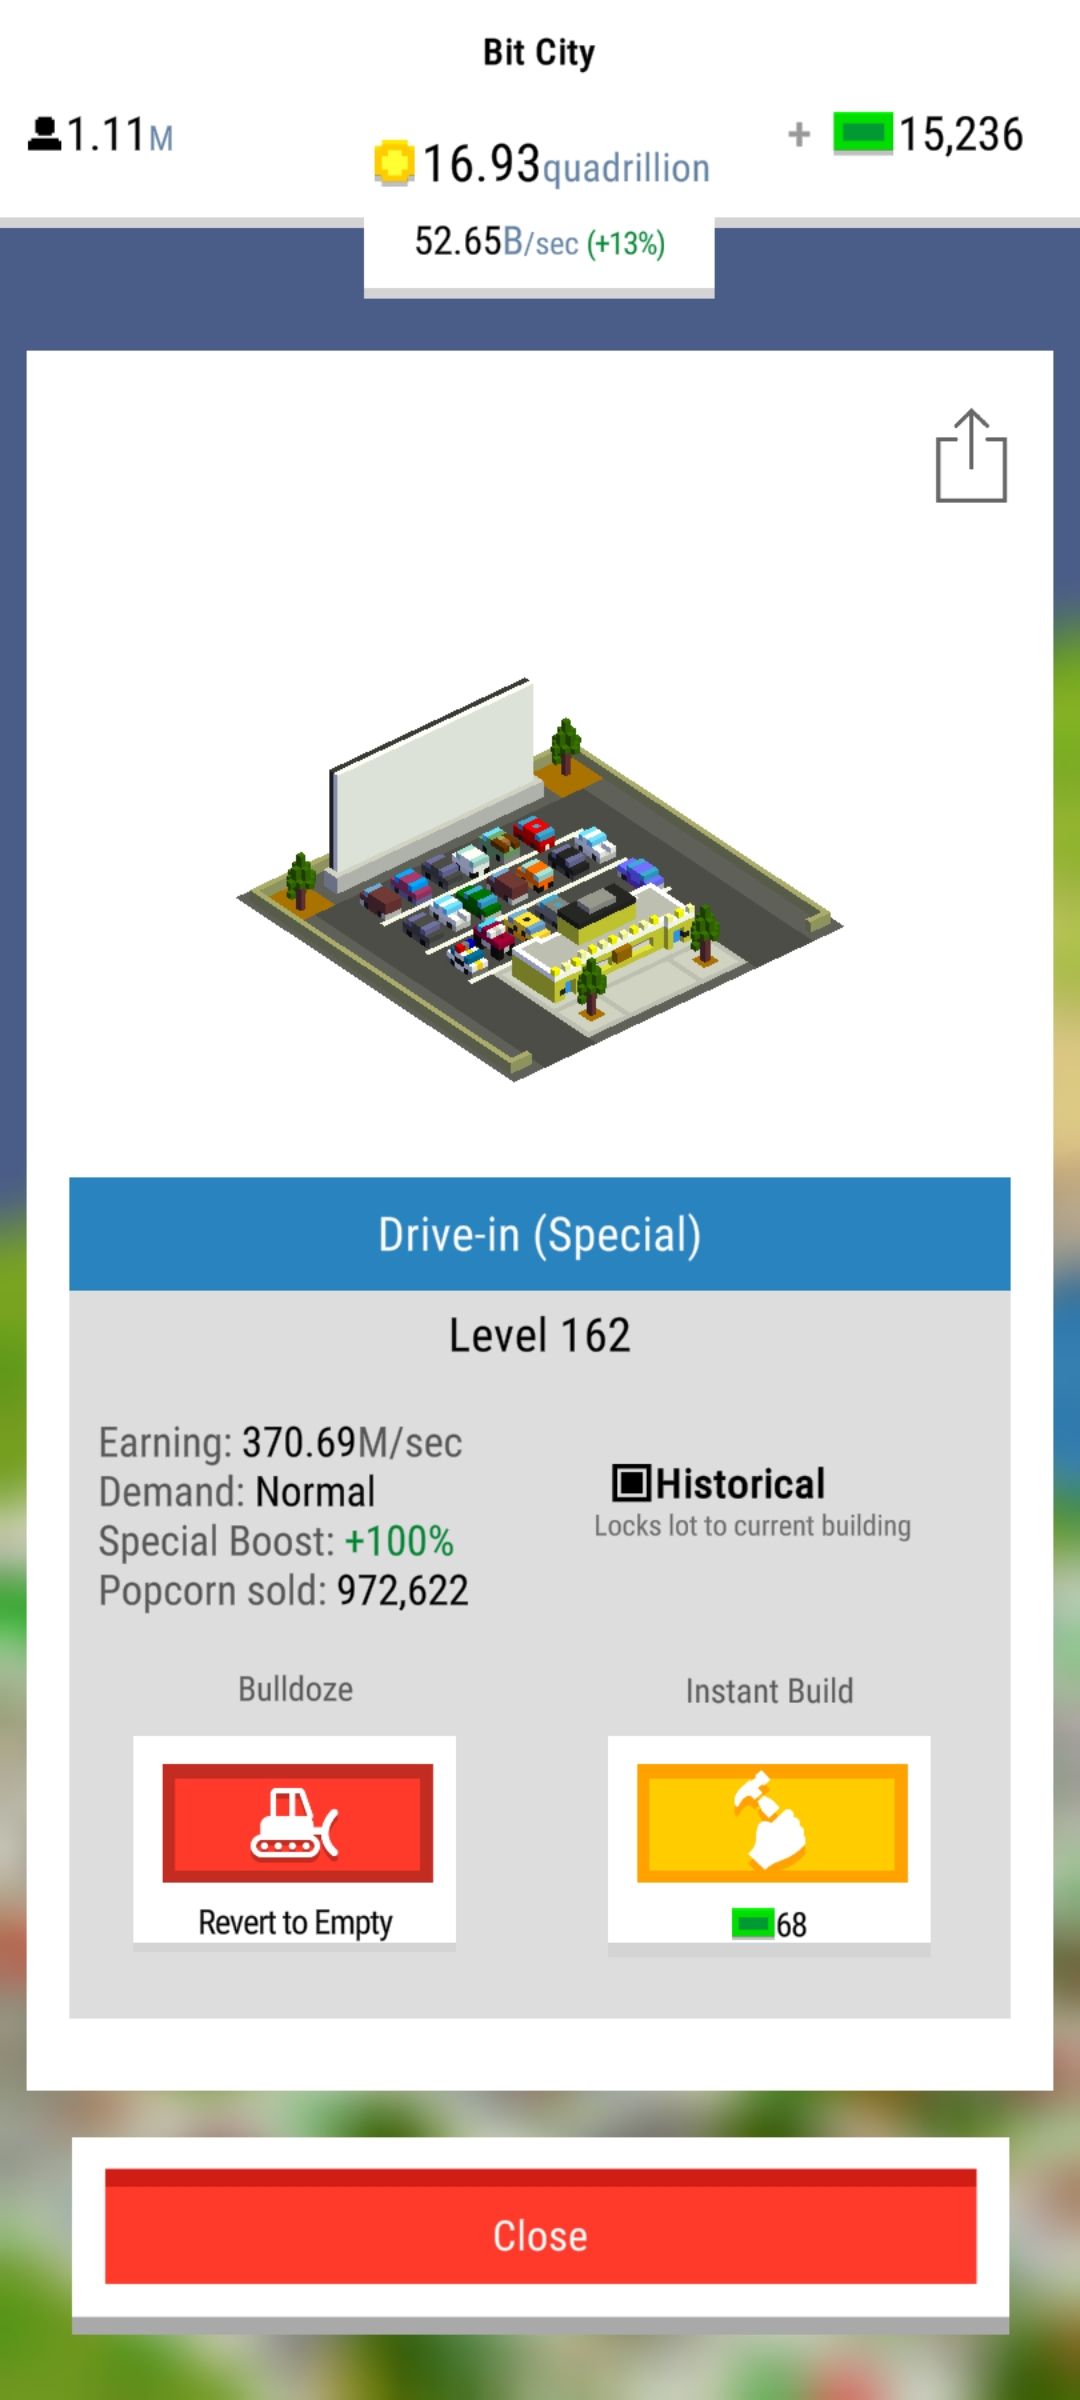 Bit City
1.11M
16.93quadrillion
+ 15,236
52.65B/sec (+13%)
Drive-in (Special)
Level 162
Earning: 370.69M/sec
Demand: Normal
Special Boost: +100%
Popcorn sold: 972,622
Historical
Locks lot to current building
Bulldoze
Instant Build
Revert to Empty
68
Close